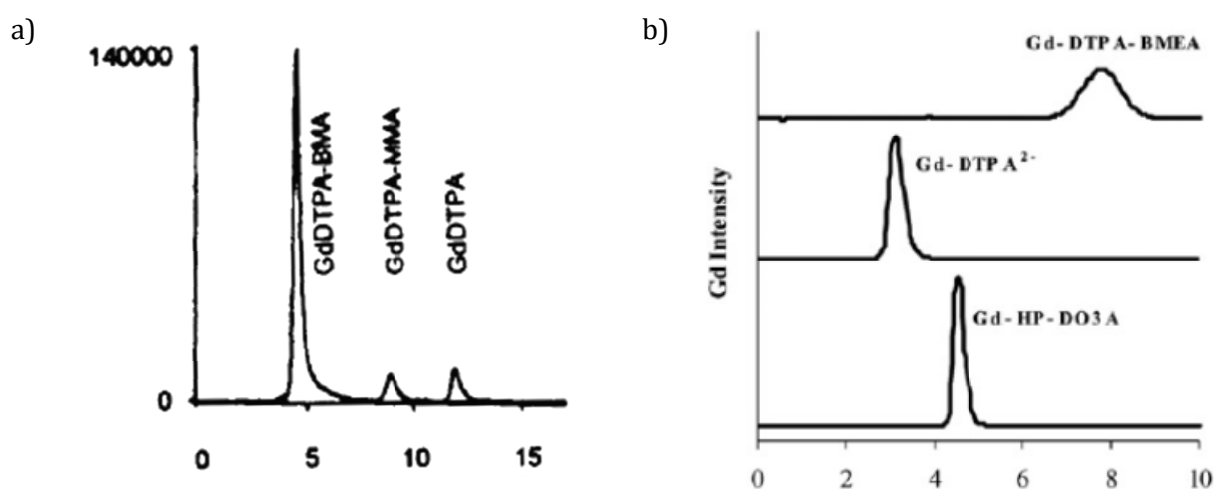 a)
140000
0
GdDTPA-BMA
GdDTPA-MMA
GdDTPA
0 5 10 15
b)
Gd-DTPA-BMEA
Gd-DTPA²⁻
Gd-HP-DO3A
Gd Intensity
0 2 4 6 8 10